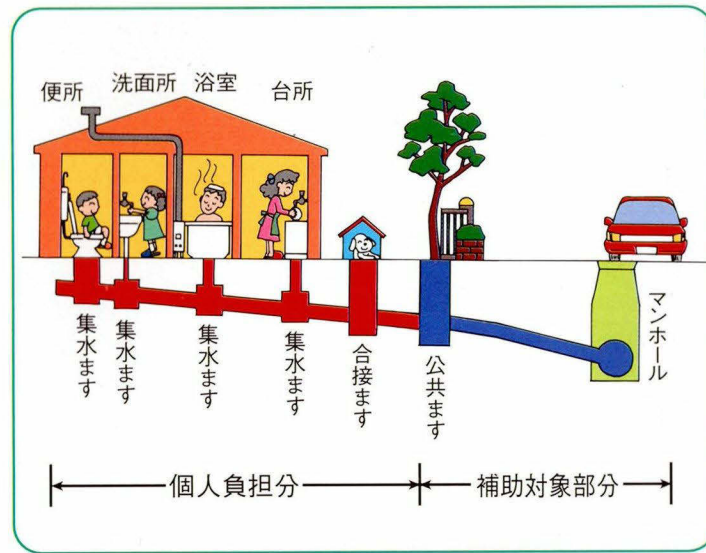 便所
洗面所
浴室
台所
集水ます
集水ます
集水ます
集水ます
合接ます
公共ます
マンホール
個人負担分
補助対象部分